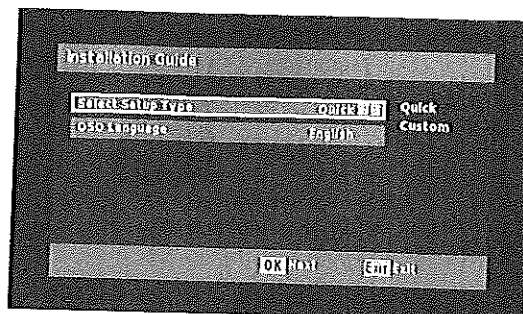 Installation Guide
Select Setup Type Quick Quick
OSD Language English Custom
OK Next Exit Exit